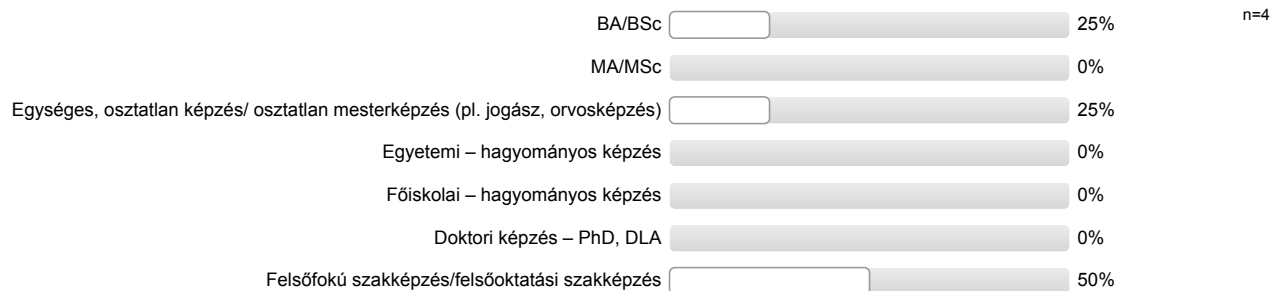 BA/BSc 25% n=4
MA/MSc 0%
Egységes, osztatlan képzés/ osztatlan mesterképzés (pl. jogász, orvosképzés) 25%
Egyetemi – hagyományos képzés 0%
Főiskolai – hagyományos képzés 0%
Doktori képzés – PhD, DLA 0%
Felsőfokú szakképzés/felsőoktatási szakképzés 50%